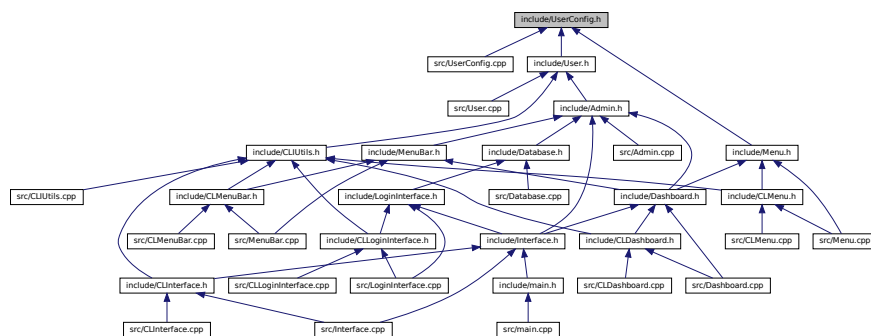 include/UserConfig.h
src/UserConfig.cpp
include/User.h
src/User.cpp
include/Admin.h
include/CLIUtils.h
include/MenuBar.h
include/Database.h
src/Admin.cpp
include/Menu.h
src/CLIUtils.cpp
include/CLMenuBar.h
include/LoginInterface.h
src/Database.cpp
include/Dashboard.h
include/CLMenu.h
src/CLMenuBar.cpp
src/MenuBar.cpp
include/CLLoginInterface.h
include/Interface.h
include/CLDashboard.h
src/CLMenu.cpp
src/Menu.cpp
include/CLInterface.h
src/CLLoginInterface.cpp
src/LoginInterface.cpp
include/main.h
src/CLDashboard.cpp
src/Dashboard.cpp
src/CLInterface.cpp
src/Interface.cpp
src/main.cpp